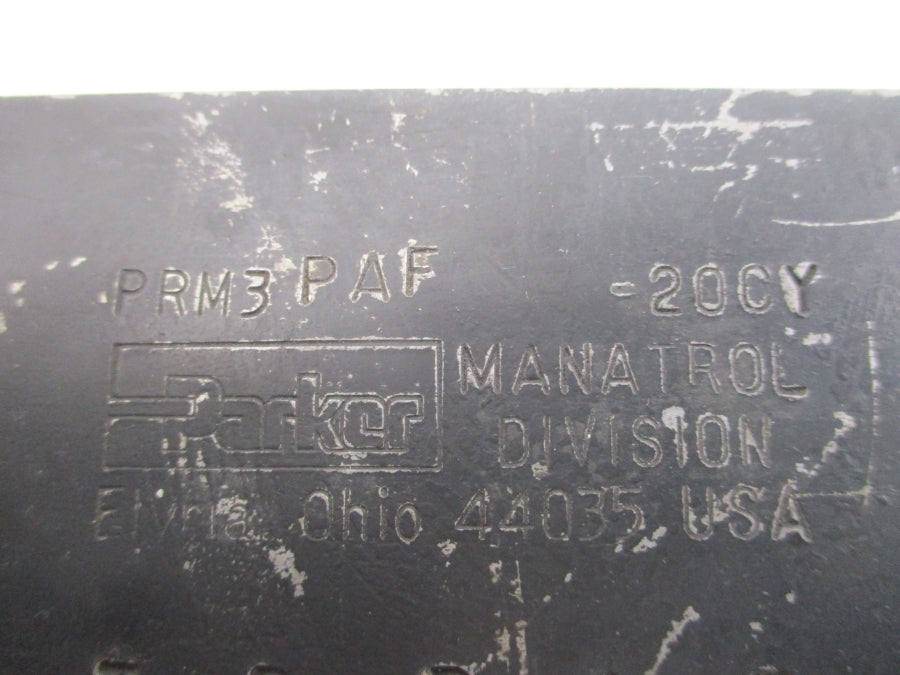 PRM3 PAF -20CY
Parker MANATROL
DIVISION
Elyria, Ohio 44035 USA